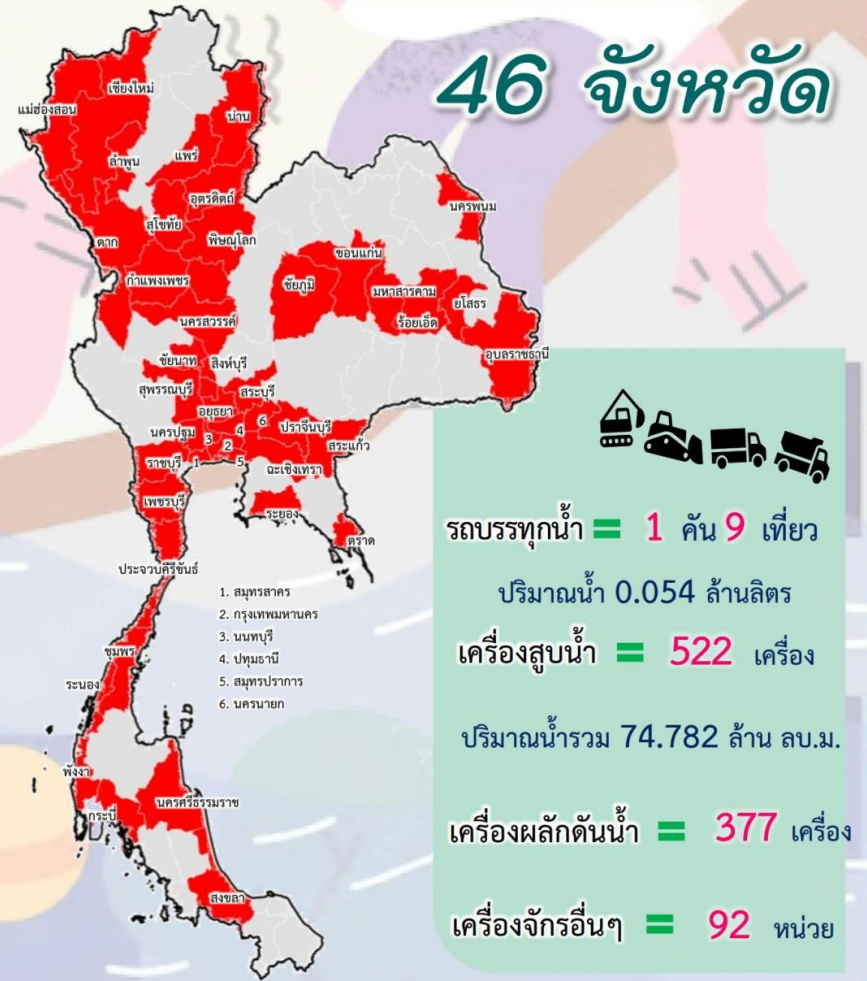 46 จังหวัด
เชียงใหม่
แม่ฮ่องสอน
น่าน
ลำพูน
แพร่
อุตรดิตถ์
สุโขทัย
ตาก
พิษณุโลก
นครพนม
ขอนแก่น
กำแพงเพชร
ชัยภูมิ
มหาสารคาม
ยโสธร
นครสวรรค์
ร้อยเอ็ด
ชัยนาท
สิงห์บุรี
อุบลราชธานี
สุพรรณบุรี
สระบุรี
อยุธยา
6
ปราจีนบุรี
นครปฐม
3
4
2
สระแก้ว
ราชบุรี
1
5
ฉะเชิงเทรา
เพชรบุรี
ระยอง
ตราด
ประจวบคีรีขันธ์
1. สมุทรสาคร
2. กรุงเทพมหานคร
3. นนทบุรี
4. ปทุมธานี
5. สมุทรปราการ
6. นครนายก
ชุมพร
ระนอง
พังงา
กระบี่
นครศรีธรรมราช
สงขลา
รถบรรทุกน้ำ = 1 คัน 9 เที่ยว
ปริมาณน้ำ 0.054 ล้านลิตร
เครื่องสูบน้ำ = 522 เครื่อง
ปริมาณน้ำรวม 74.782 ล้าน ลบ.ม.
เครื่องผลักดันน้ำ = 377 เครื่อง
เครื่องจักรอื่นๆ = 92 หน่วย